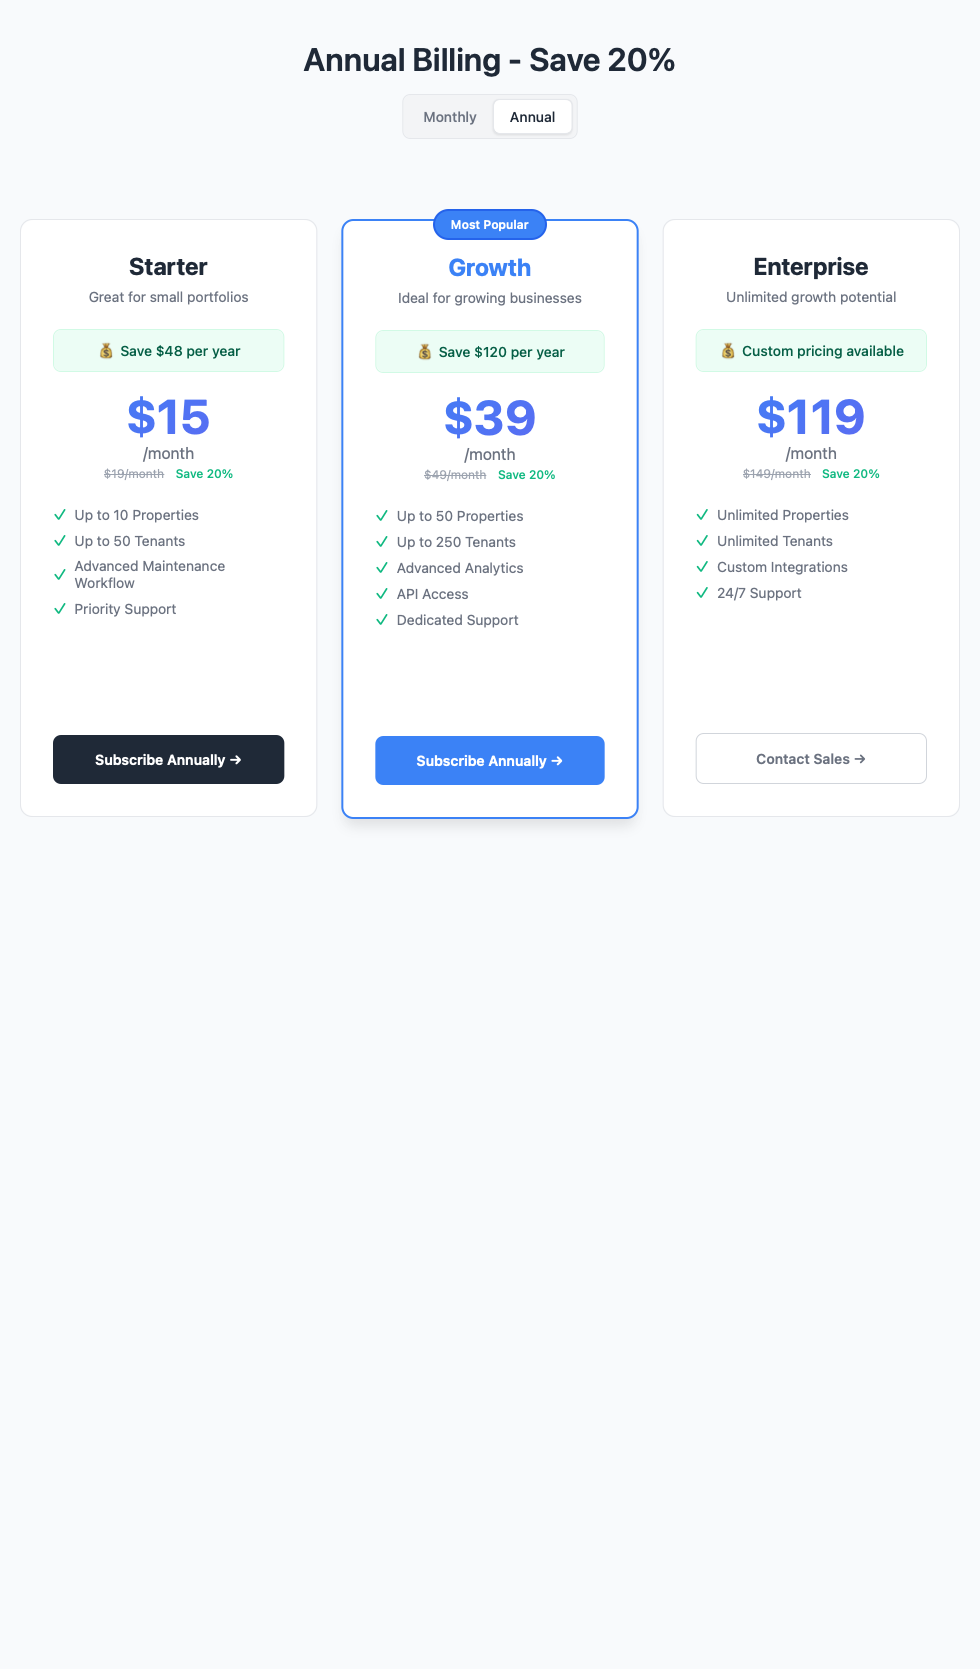 Annual Billing - Save 20%
Monthly
Annual
Starter
Great for small portfolios
💰 Save $48 per year
$15
/month
$19/month Save 20%
Up to 10 Properties
Up to 50 Tenants
Advanced Maintenance
Workflow
Priority Support
Subscribe Annually →
Most Popular
Growth
Ideal for growing businesses
💰 Save $120 per year
$39
/month
$49/month Save 20%
Up to 50 Properties
Up to 250 Tenants
Advanced Analytics
API Access
Dedicated Support
Subscribe Annually →
Enterprise
Unlimited growth potential
💰 Custom pricing available
$119
/month
$149/month Save 20%
Unlimited Properties
Unlimited Tenants
Custom Integrations
24/7 Support
Contact Sales →